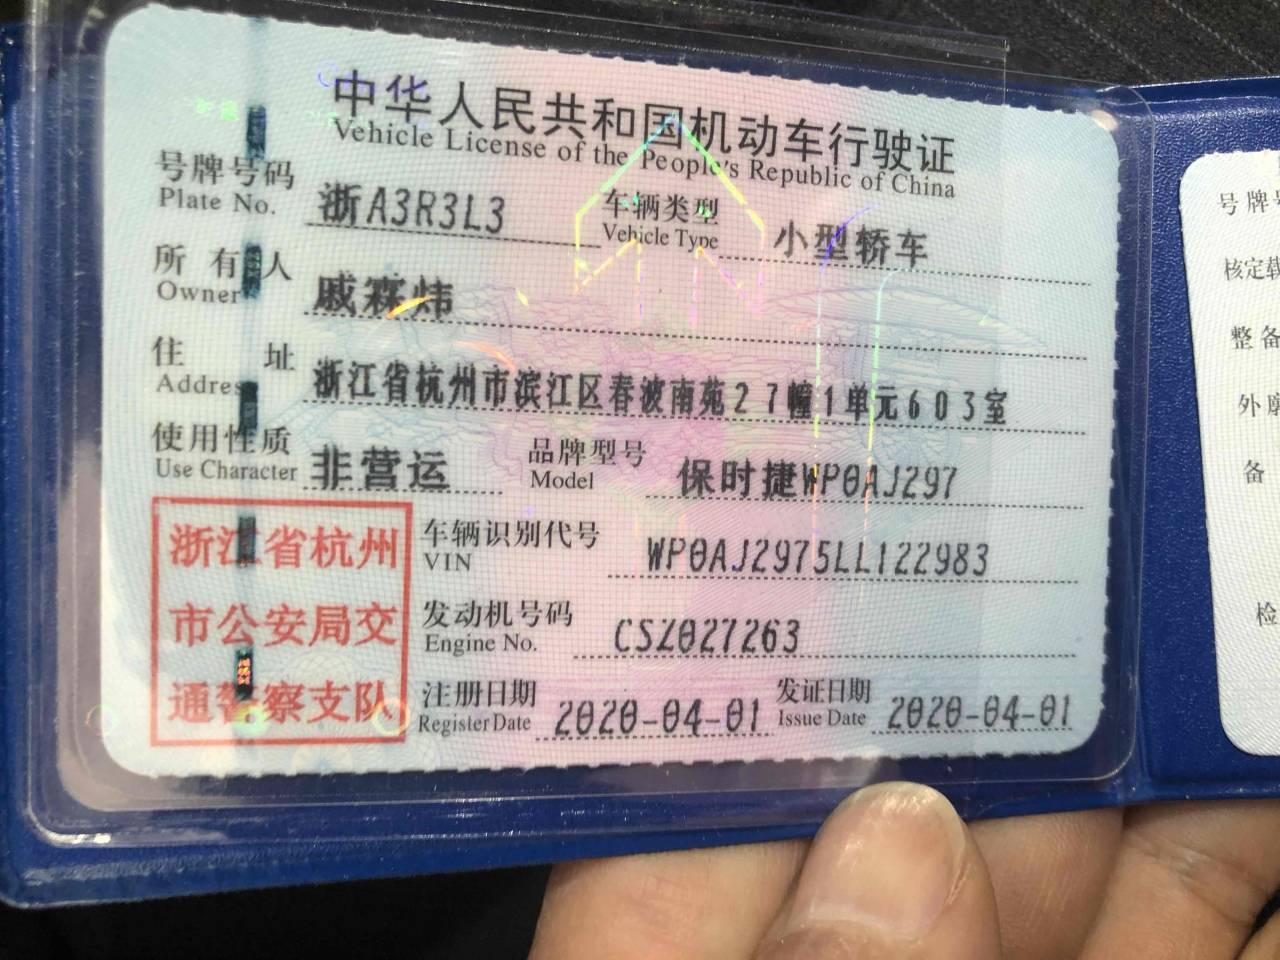 中华人民共和国机动车行驶证
Vehicle License of the People's Republic of China
号牌号码 浙A3R3L3 车辆类型 小型轿车
Plate No. Vehicle Type
所有人 戚霖炜
Owner
住址 浙江省杭州市滨江区春波南苑27幢1单元603室
Address
使用性质 非营运 品牌型号 保时捷WP0AJ297
Use Character Model
浙江省杭州
市公安局交
通警察支队
车辆识别代号 WP0AJ2975LL122983
VIN
发动机号码 CSZ027263
Engine No.
注册日期 2020-04-01 发证日期 2020-04-01
Register Date Issue Date
号牌
核定载
整备
外廓
备
检